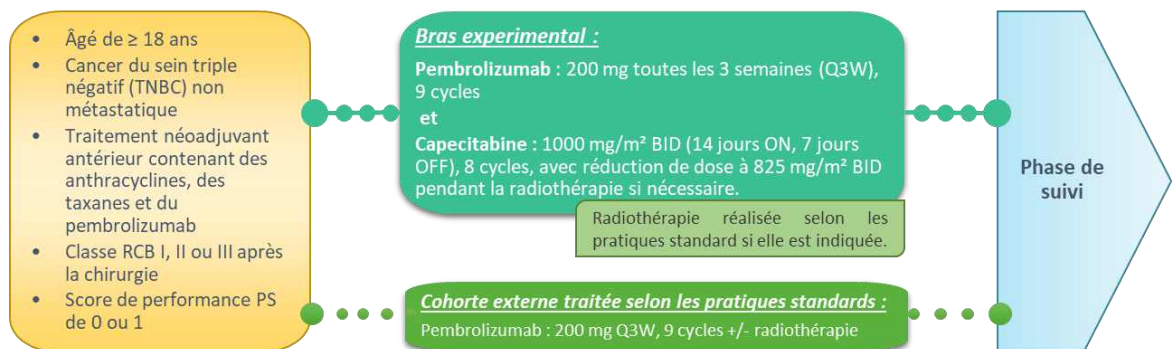 • Âgé de ≥ 18 ans
• Cancer du sein triple
négatif (TNBC) non
métastatique
• Traitement néoadjuvant
antérieur contenant des
anthracyclines, des
taxanes et du
pembrolizumab
• Classe RCB I, II ou III après
la chirurgie
• Score de performance PS
de 0 ou 1
Bras experimental :
Pembrolizumab : 200 mg toutes les 3 semaines (Q3W),
9 cycles
et
Capecitabine : 1000 mg/m² BID (14 jours ON, 7 jours
OFF), 8 cycles, avec réduction de dose à 825 mg/m² BID
pendant la radiothérapie si nécessaire.
Radiothérapie réalisée selon les
pratiques standard si elle est indiquée.
Cohorte externe traitée selon les pratiques standards :
Pembrolizumab : 200 mg Q3W, 9 cycles +/- radiothérapie
Phase de
suivi